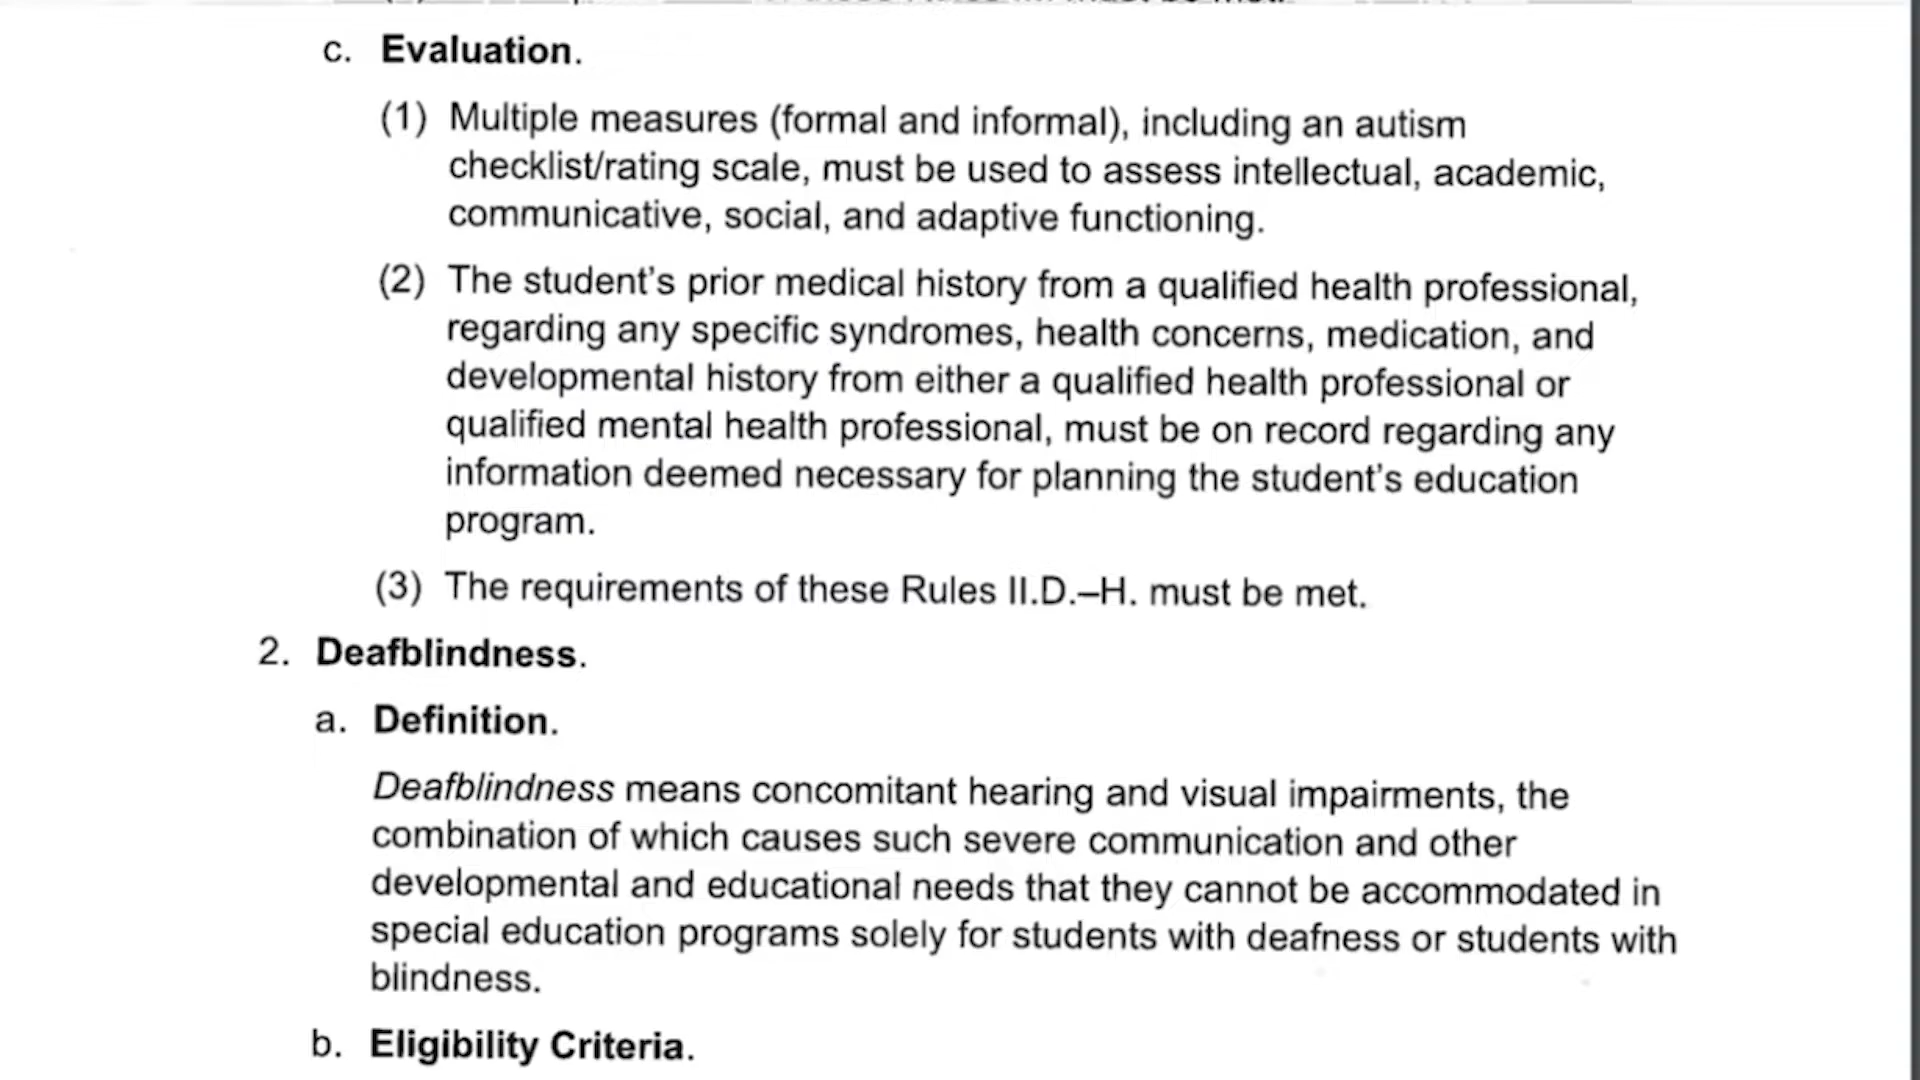 must be met.
c. Evaluation.
(1) Multiple measures (formal and informal), including an autism
checklist/rating scale, must be used to assess intellectual, academic,
communicative, social, and adaptive functioning.
(2) The student's prior medical history from a qualified health professional,
regarding any specific syndromes, health concerns, medication, and
developmental history from either a qualified health professional or
qualified mental health professional, must be on record regarding any
information deemed necessary for planning the student's education
program.
(3) The requirements of these Rules II.D.–H. must be met.
2. Deafblindness.
a. Definition.
Deafblindness means concomitant hearing and visual impairments, the
combination of which causes such severe communication and other
developmental and educational needs that they cannot be accommodated in
special education programs solely for students with deafness or students with
blindness.
b. Eligibility Criteria.